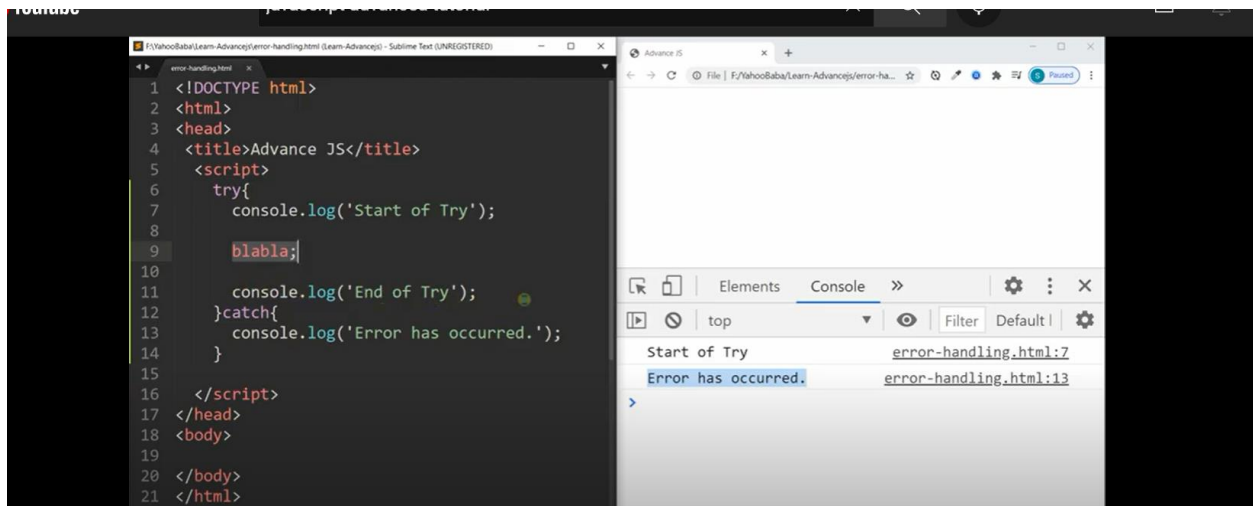 YouTube
javascript advanced tutorial
F:\YahooBaba\Learn-Advancejs\error-handling.html (Learn-Advancejs) - Sublime Text (UNREGISTERED)
error-handling.html
1 <!DOCTYPE html>
2 <html>
3 <head>
4 <title>Advance JS</title>
5 <script>
6 try{
7 console.log('Start of Try');
8
9 blabla;
10
11 console.log('End of Try');
12 }catch{
13 console.log('Error has occurred.');
14 }
15
16 </script>
17 </head>
18 <body>
19
20 </body>
21 </html>
Advance JS
File | F:/YahooBaba/Learn-Advancejs/error-ha...
S Paused
Elements Console
top Filter Default l
Start of Try error-handling.html:7
Error has occurred. error-handling.html:13